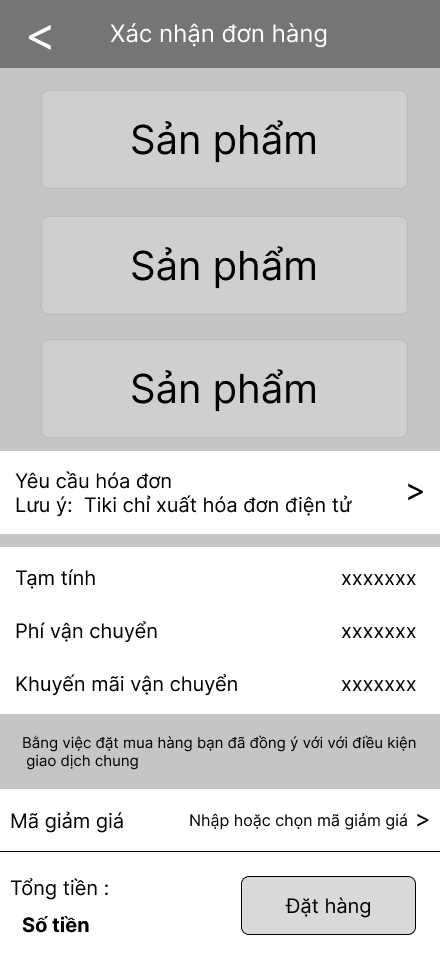 < Xác nhận đơn hàng
Sản phẩm
Sản phẩm
Sản phẩm
Yêu cầu hóa đơn
Lưu ý: Tiki chỉ xuất hóa đơn điện tử >
Tạm tính xxxxxxx
Phí vận chuyển xxxxxxx
Khuyến mãi vận chuyển xxxxxxx
Bằng việc đặt mua hàng bạn đã đồng ý với với điều kiện
giao dịch chung
Mã giảm giá Nhập hoặc chọn mã giảm giá >
Tổng tiền :
Số tiền
Đặt hàng